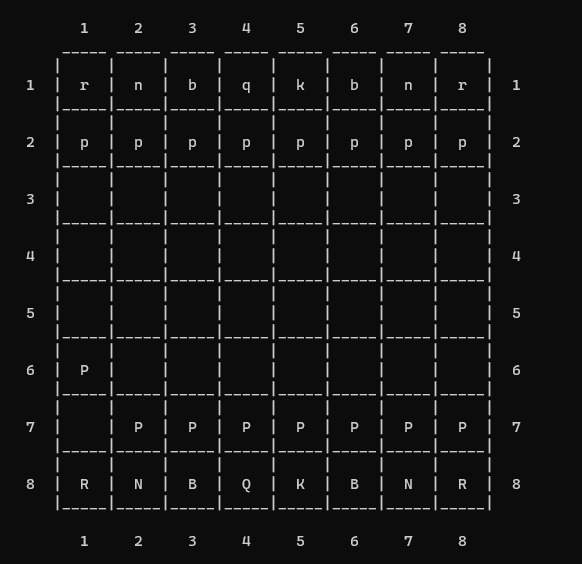 1 2 3 4 5 6 7 8
1 r n b q k b n r 1
2 p p p p p p p p 2
3 3
4 4
5 5
6 P 6
7 P P P P P P P 7
8 R N B Q K B N R 8
1 2 3 4 5 6 7 8